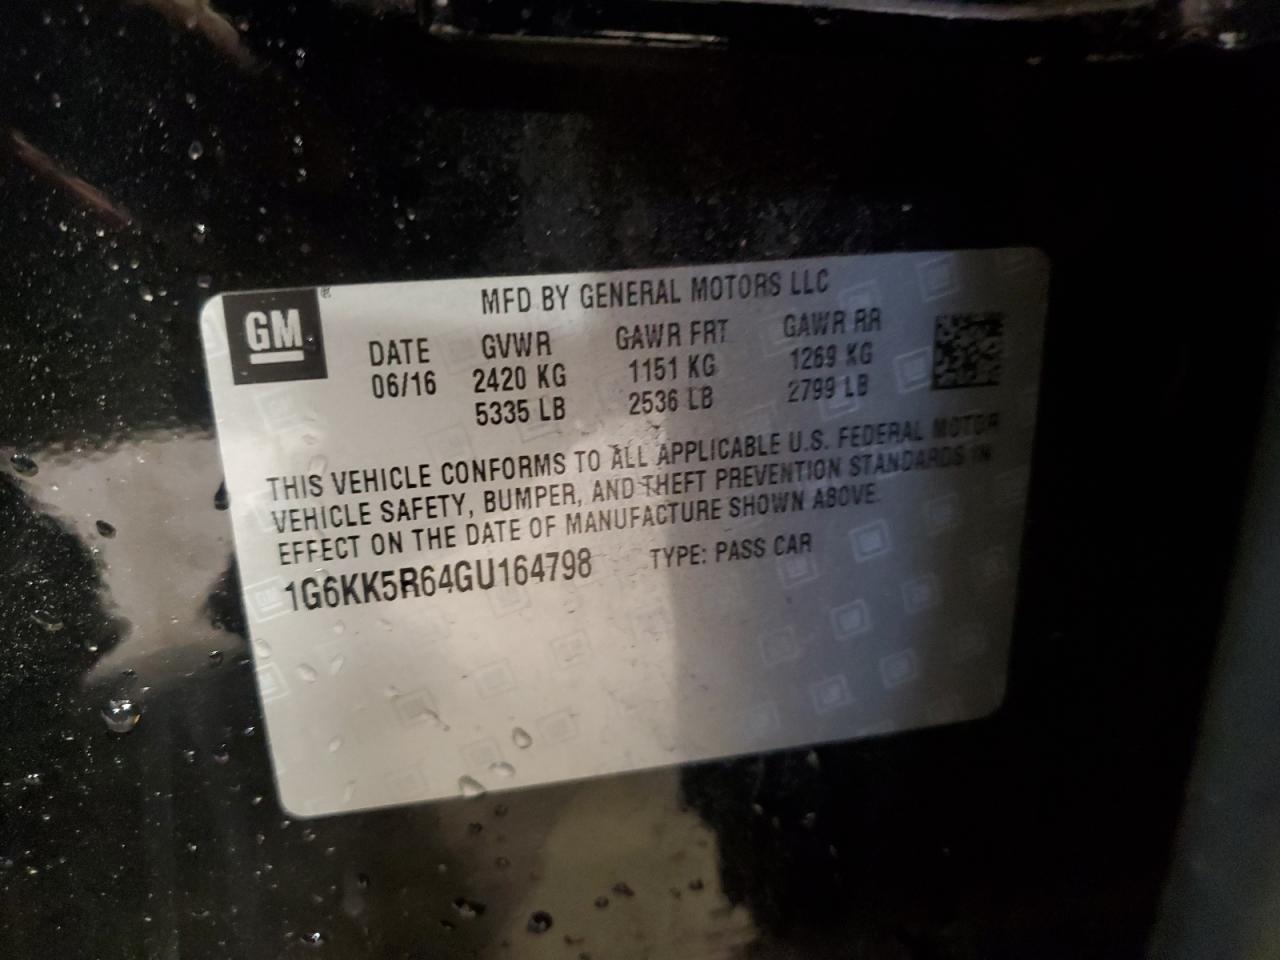 GM ®
MFD BY GENERAL MOTORS LLC
DATE GVWR GAWR FRT GAWR RR
06/16 2420 KG 1151 KG 1269 KG
5335 LB 2536 LB 2799 LB
THIS VEHICLE CONFORMS TO ALL APPLICABLE U.S. FEDERAL MOTOR
VEHICLE SAFETY, BUMPER, AND THEFT PREVENTION STANDARDS IN
EFFECT ON THE DATE OF MANUFACTURE SHOWN ABOVE.
1G6KK5R64GU164798 TYPE: PASS CAR